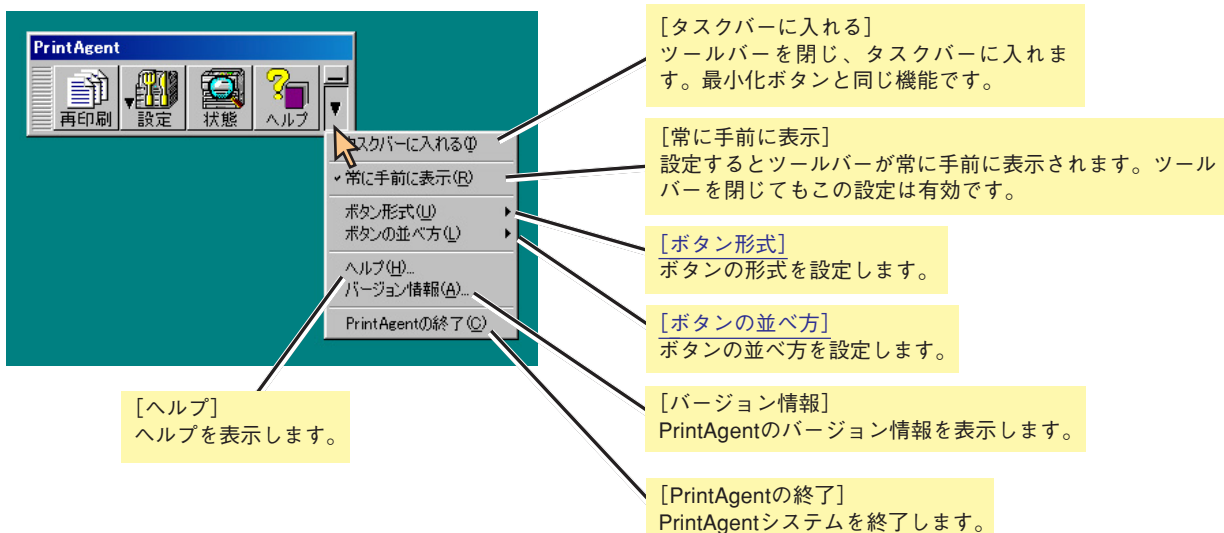 PrintAgent
再印刷
設定
状態
ヘルプ
スクバーに入れる(I)
常に手前に表示(R)
ボタン形式(U)
ボタンの並べ方(L)
ヘルプ(H)...
バージョン情報(A)...
PrintAgentの終了(C)
[タスクバーに入れる]
ツールバーを閉じ、タスクバーに入れま
す。最小化ボタンと同じ機能です。
[常に手前に表示]
設定するとツールバーが常に手前に表示されます。ツール
バーを閉じてもこの設定は有効です。
[ボタン形式]
ボタンの形式を設定します。
[ボタンの並べ方]
ボタンの並べ方を設定します。
[バージョン情報]
PrintAgentのバージョン情報を表示します。
[PrintAgentの終了]
PrintAgentシステムを終了します。
[ヘルプ]
ヘルプを表示します。